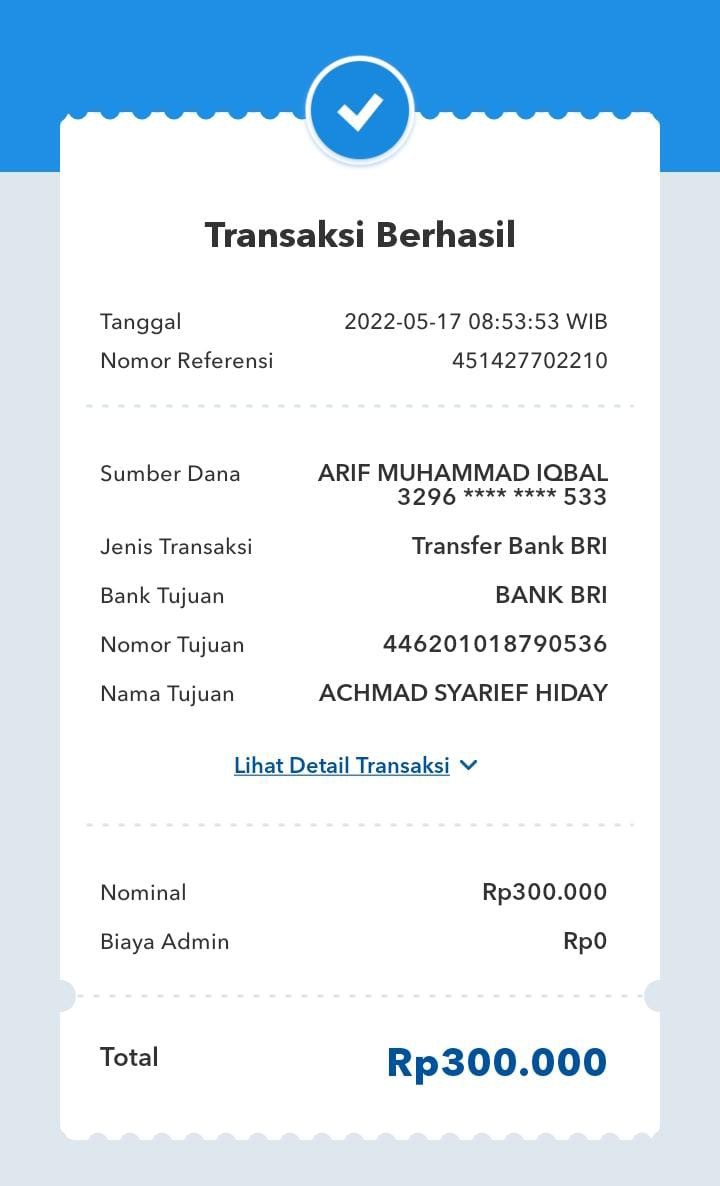 Transaksi Berhasil
Tanggal 2022-05-17 08:53:53 WIB
Nomor Referensi 451427702210
Sumber Dana ARIF MUHAMMAD IQBAL
3296 **** **** 533
Jenis Transaksi Transfer Bank BRI
Bank Tujuan BANK BRI
Nomor Tujuan 446201018790536
Nama Tujuan ACHMAD SYARIEF HIDAY
Lihat Detail Transaksi
Nominal Rp300.000
Biaya Admin Rp0
Total Rp300.000